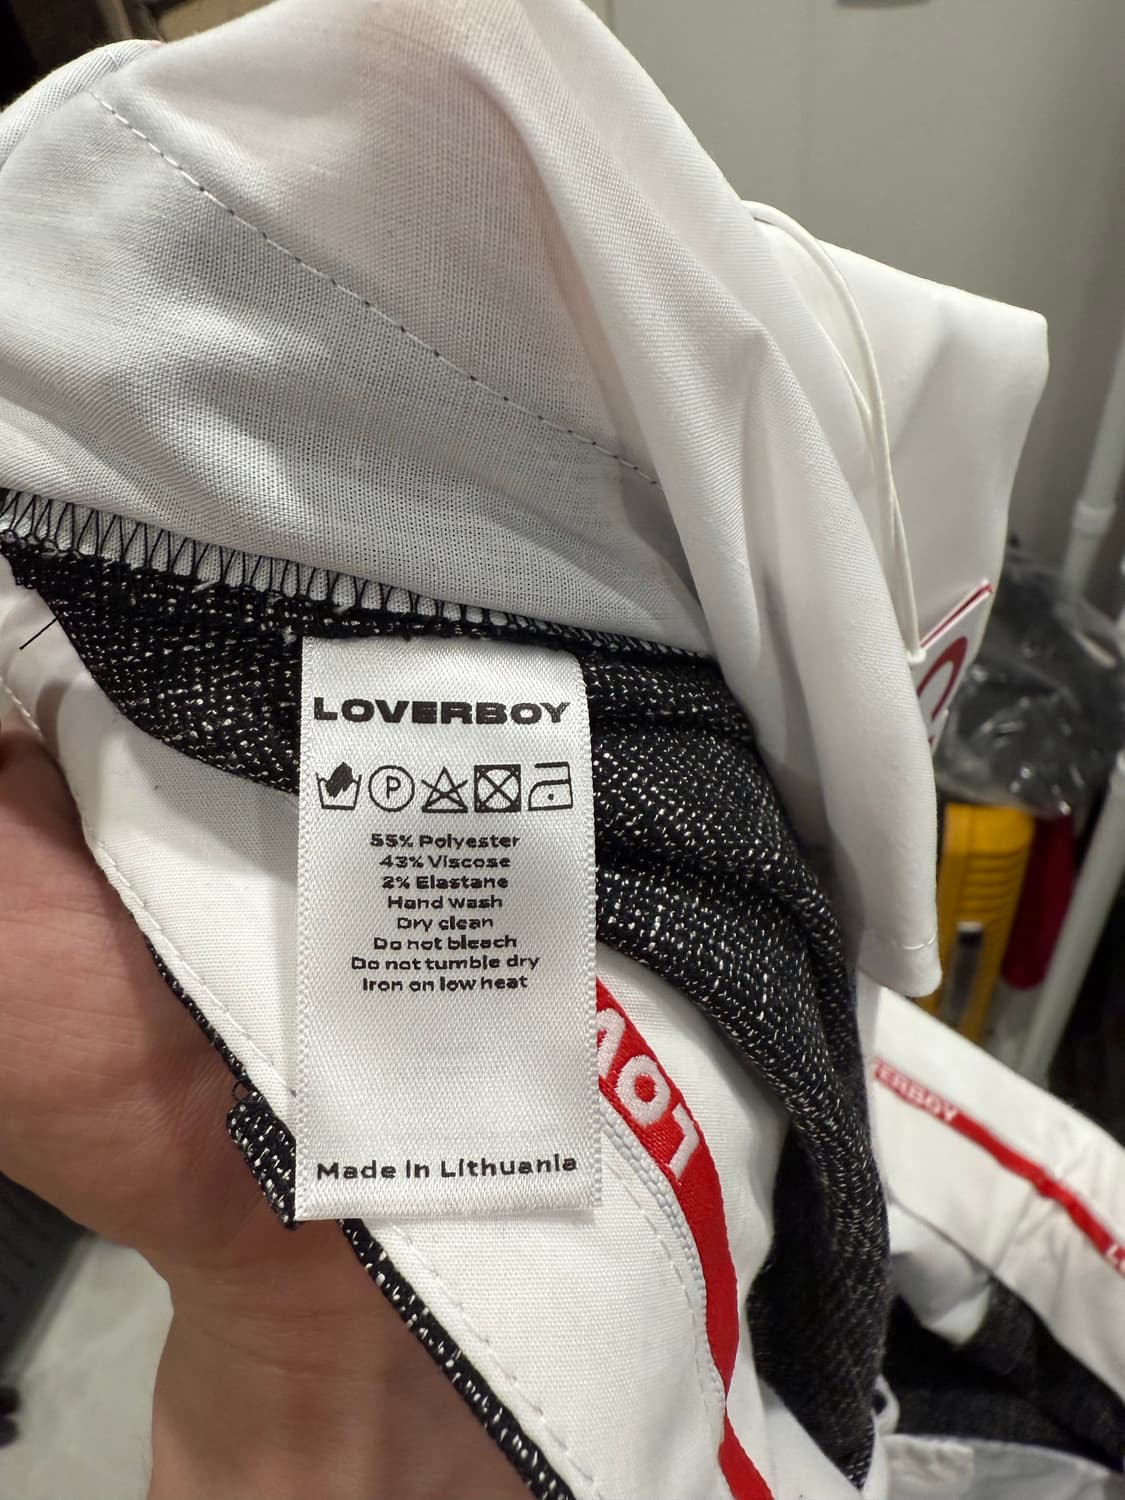 LOVERBOY
P
55% Polyester
43% Viscose
2% Elastane
Hand wash
Dry clean
Do not bleach
Do not tumble dry
Iron on low heat
Made in Lithuania